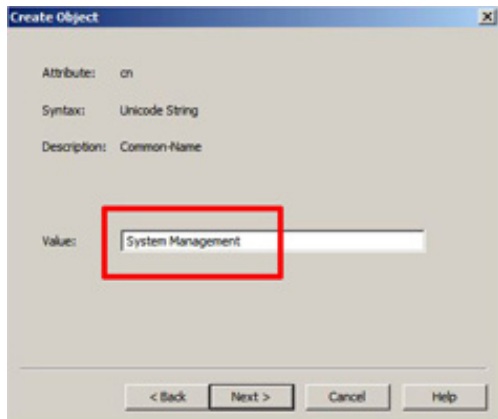 Create Object
Attribute: cn
Syntax: Unicode String
Description: Common-Name
Value: System Management
< Back Next > Cancel Help